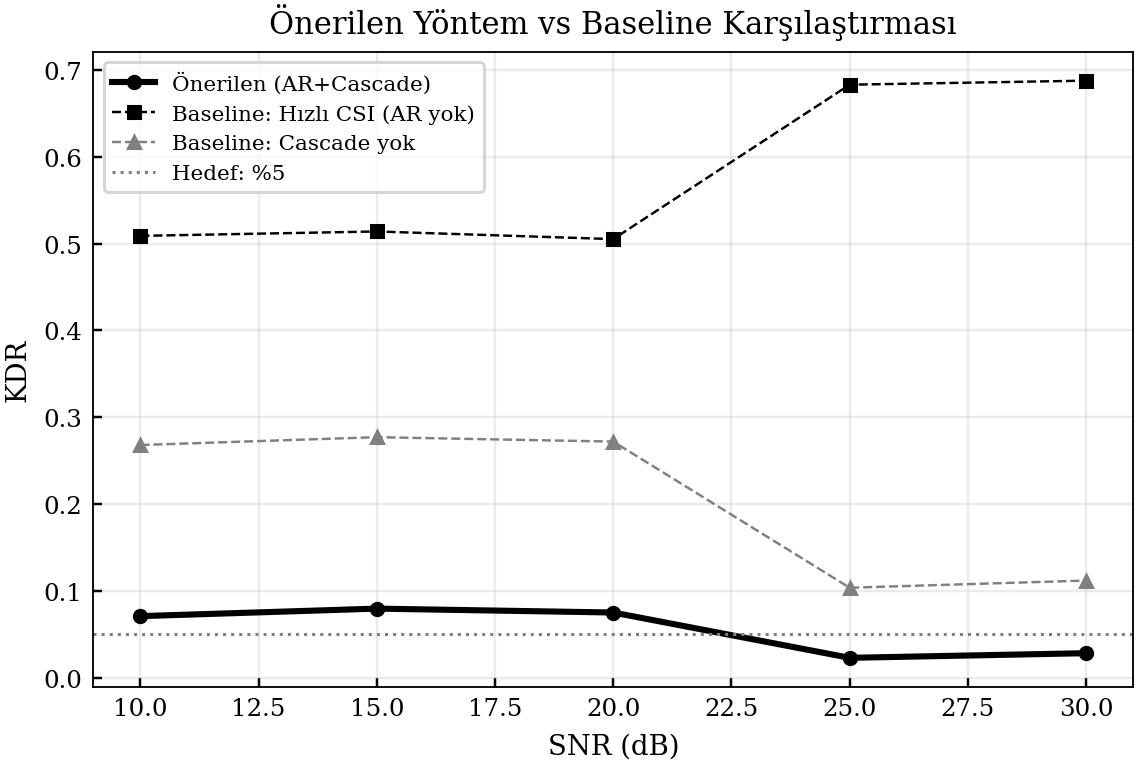 Önerilen Yöntem vs Baseline Karşılaştırması
Önerilen (AR+Cascade)
Baseline: Hızlı CSI (AR yok)
Baseline: Cascade yok
Hedef: %5
KDR
0.7
0.6
0.5
0.4
0.3
0.2
0.1
0.0
10.0 12.5 15.0 17.5 20.0 22.5 25.0 27.5 30.0
SNR (dB)